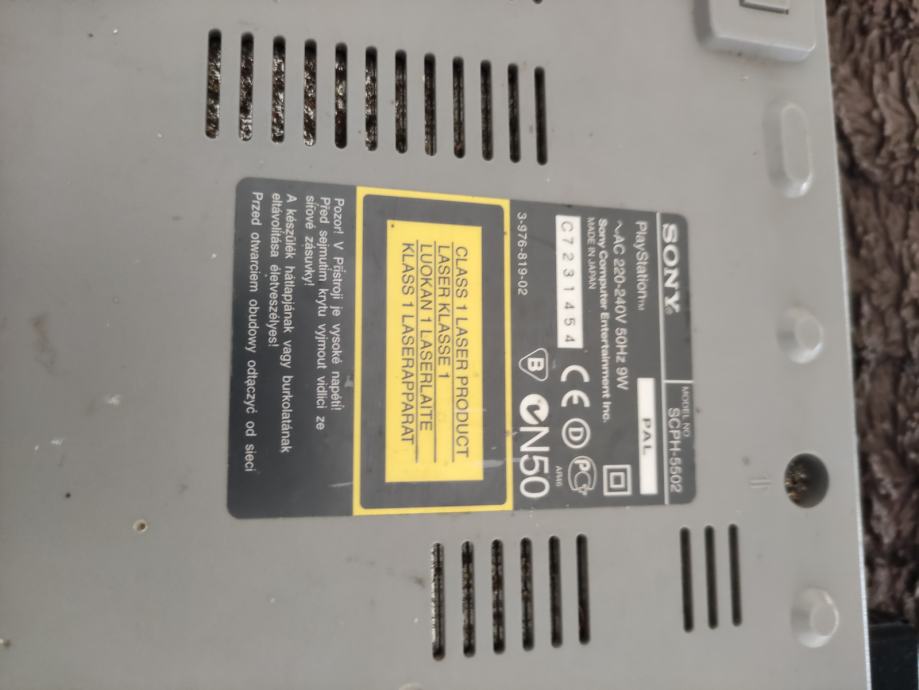 SONY®
MODEL NO. SCPH-5502
PlayStation™
PAL
~AC 220-240V 50Hz 9W
Sony Computer Entertainment Inc.
MADE IN JAPAN
C7231454
3-976-819-02
CE
D
PC
B
N50
CLASS 1 LASER PRODUCT
LASER KLASSE 1
LUOKAN 1 LASERLAITE
KLASS 1 LASERAPPARAT
Pozor! V Přístroji je vysoké napětí!
Před sejmutím krytu vyjmout vidlici ze
síťové zásuvky!
A készülék hátlapjának vagy burkolatának
eltávolítása életveszélyes!
Przed otwarciem obudowy odłączyć od sieci